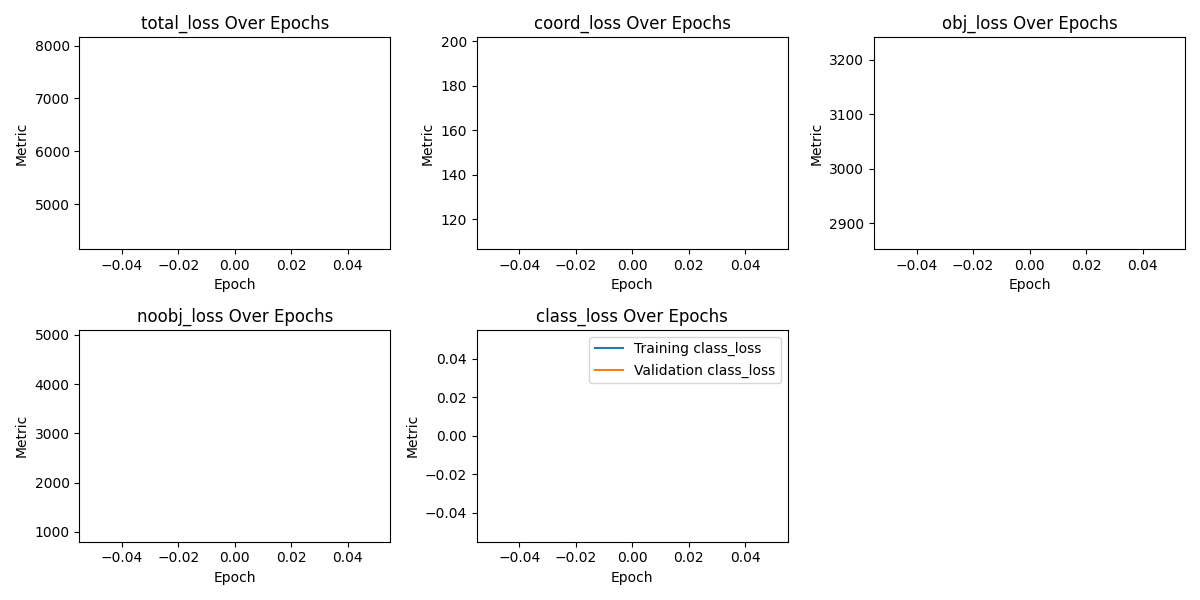 total_loss Over Epochs
8000
7000
6000
5000
Metric
−0.04 −0.02 0.00 0.02 0.04
Epoch
coord_loss Over Epochs
200
180
160
140
120
Metric
−0.04 −0.02 0.00 0.02 0.04
Epoch
obj_loss Over Epochs
3200
3100
3000
2900
Metric
−0.04 −0.02 0.00 0.02 0.04
Epoch
noobj_loss Over Epochs
5000
4000
3000
2000
1000
Metric
−0.04 −0.02 0.00 0.02 0.04
Epoch
class_loss Over Epochs
Training class_loss
Validation class_loss
0.04
0.02
0.00
−0.02
−0.04
Metric
−0.04 −0.02 0.00 0.02 0.04
Epoch